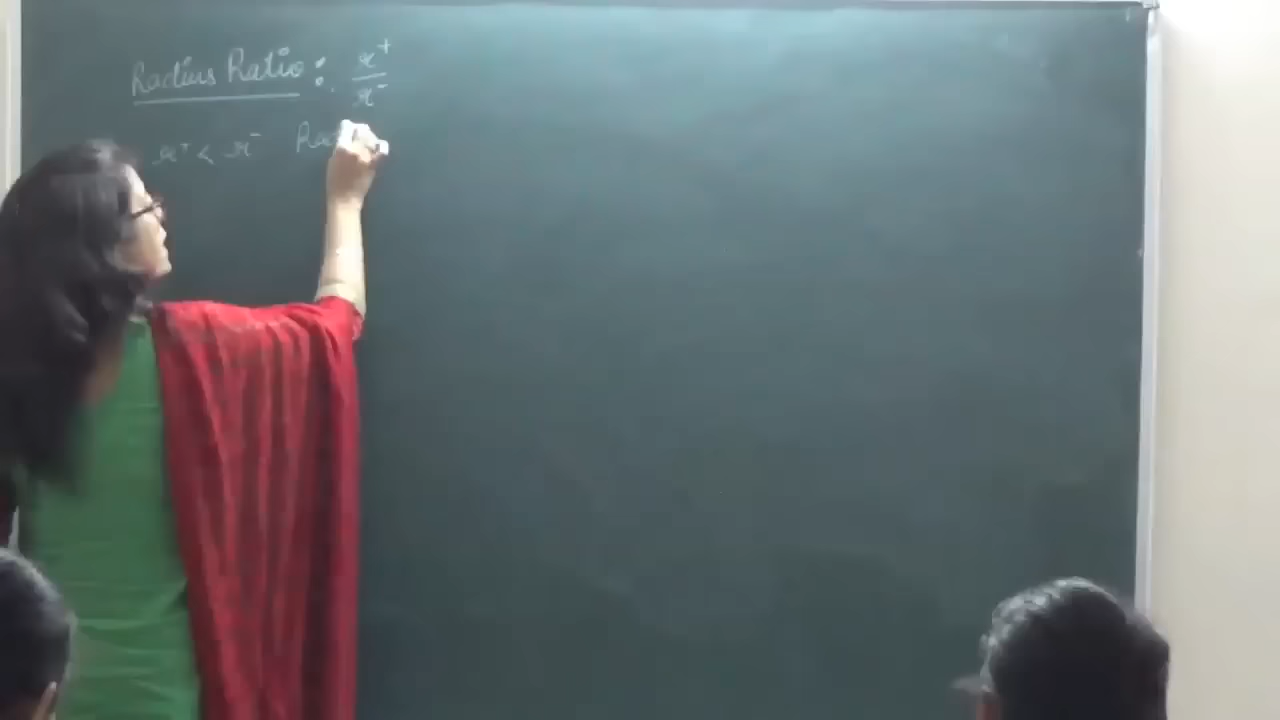 Radius Ratio : r⁺/r⁻
r⁺ < r⁻